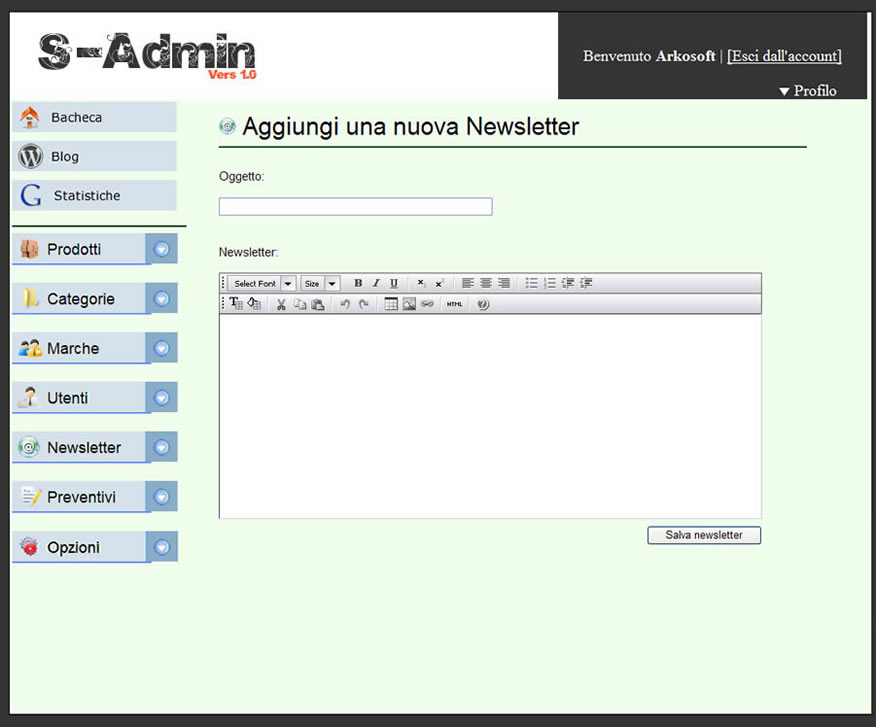 S-Admin
Vers 1.0
Benvenuto Arkosoft | [Esci dall'account]
▼ Profilo
Bacheca
Blog
Statistiche
Prodotti
Categorie
Marche
Utenti
Newsletter
Preventivi
Opzioni
Aggiungi una nuova Newsletter
Oggetto:
Newsletter:
Select Font Size B I U x, x²
T HTML ?
Salva newsletter